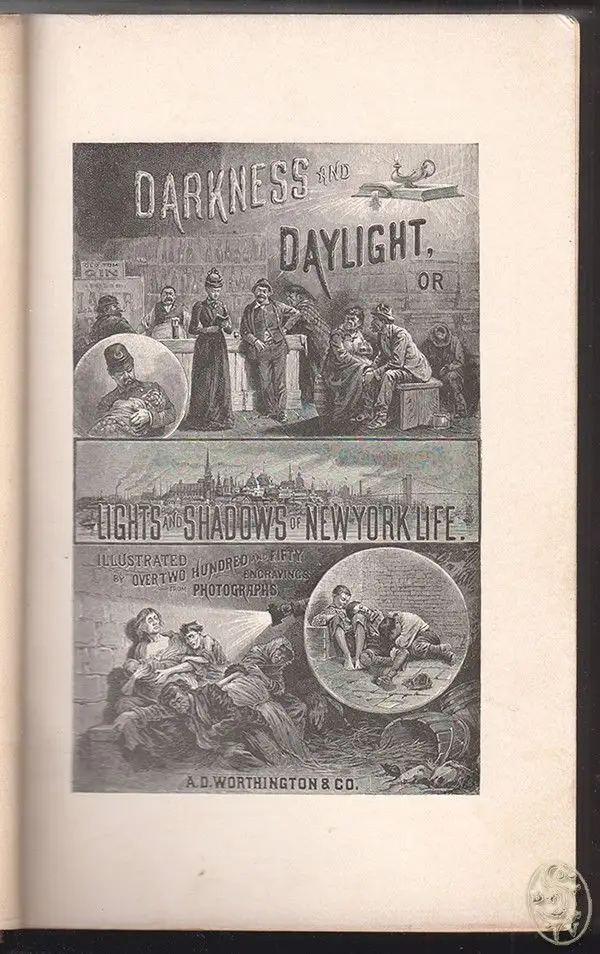 DARKNESS AND
DAYLIGHT,
OR
OLD TOM
GIN
LIGHTS AND SHADOWS OF NEW YORK LIFE.
ILLUSTRATED
BY OVER TWO HUNDRED AND FIFTY
ENGRAVINGS
FROM PHOTOGRAPHS
A.D. WORTHINGTON & CO.